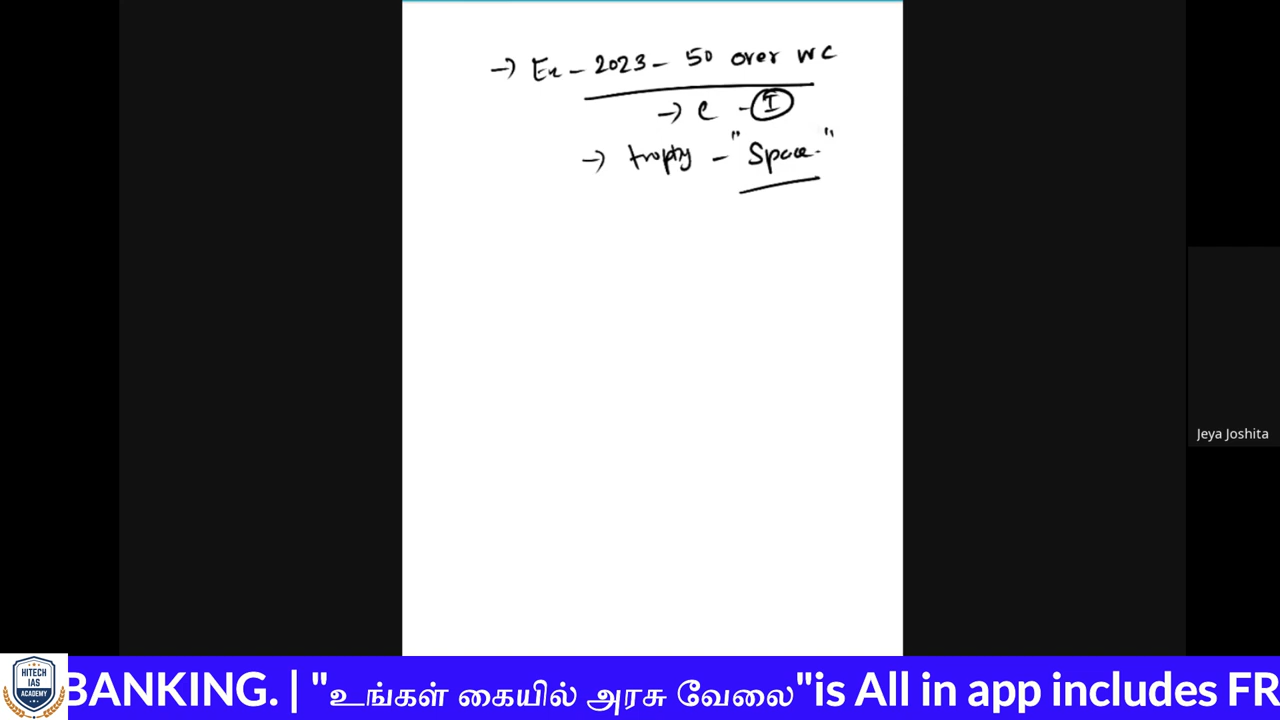 → Ex - 2023 - 50 over WC
→ C - I
→ trophy - "Space."
Jeya Joshita
HITECH
IAS
ACADEMY
BANKING. | "உங்கள் கையில் அரசு வேலை"is All in app includes FR